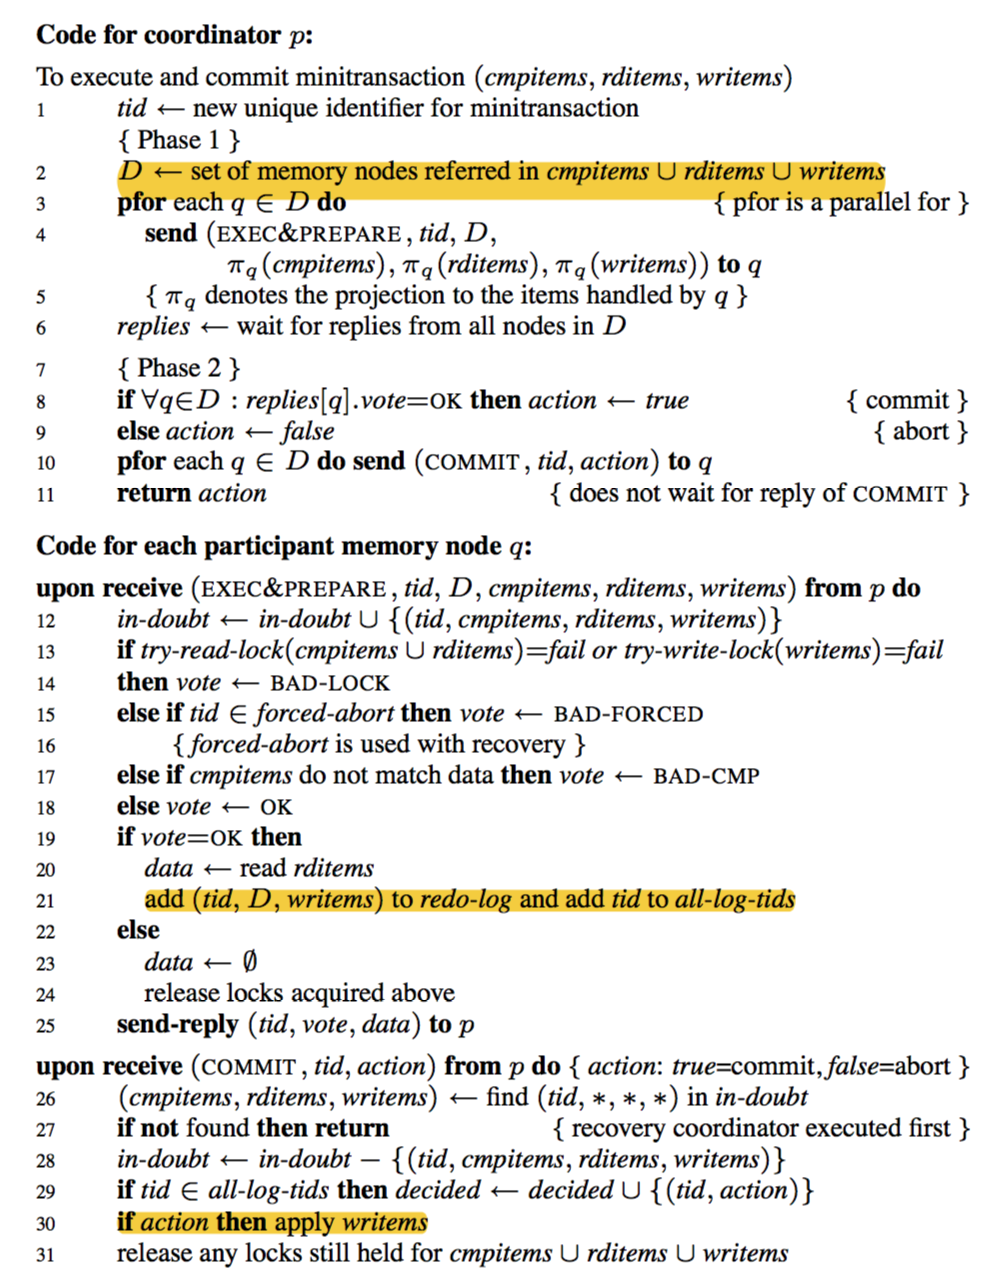 Code for coordinator p:
To execute and commit minitransaction (cmpitems, rditems, writems)
1 tid ← new unique identifier for minitransaction
{ Phase 1 }
2 D ← set of memory nodes referred in cmpitems ∪ rditems ∪ writems
3 pfor each q ∈ D do { pfor is a parallel for }
4 send (EXEC&PREPARE, tid, D,
π_q(cmpitems), π_q(rditems), π_q(writems)) to q
5 { π_q denotes the projection to the items handled by q }
6 replies ← wait for replies from all nodes in D
7 { Phase 2 }
8 if ∀q∈D : replies[q].vote=OK then action ← true { commit }
9 else action ← false { abort }
10 pfor each q ∈ D do send (COMMIT, tid, action) to q
11 return action { does not wait for reply of COMMIT }
Code for each participant memory node q:
upon receive (EXEC&PREPARE, tid, D, cmpitems, rditems, writems) from p do
12 in-doubt ← in-doubt ∪ {(tid, cmpitems, rditems, writems)}
13 if try-read-lock(cmpitems ∪ rditems)=fail or try-write-lock(writems)=fail
14 then vote ← BAD-LOCK
15 else if tid ∈ forced-abort then vote ← BAD-FORCED
16 { forced-abort is used with recovery }
17 else if cmpitems do not match data then vote ← BAD-CMP
18 else vote ← OK
19 if vote=OK then
20 data ← read rditems
21 add (tid, D, writems) to redo-log and add tid to all-log-tids
22 else
23 data ← ∅
24 release locks acquired above
25 send-reply (tid, vote, data) to p
upon receive (COMMIT, tid, action) from p do { action: true=commit, false=abort }
26 (cmpitems, rditems, writems) ← find (tid, ∗, ∗, ∗) in in-doubt
27 if not found then return { recovery coordinator executed first }
28 in-doubt ← in-doubt − {(tid, cmpitems, rditems, writems)}
29 if tid ∈ all-log-tids then decided ← decided ∪ {(tid, action)}
30 if action then apply writems
31 release any locks still held for cmpitems ∪ rditems ∪ writems